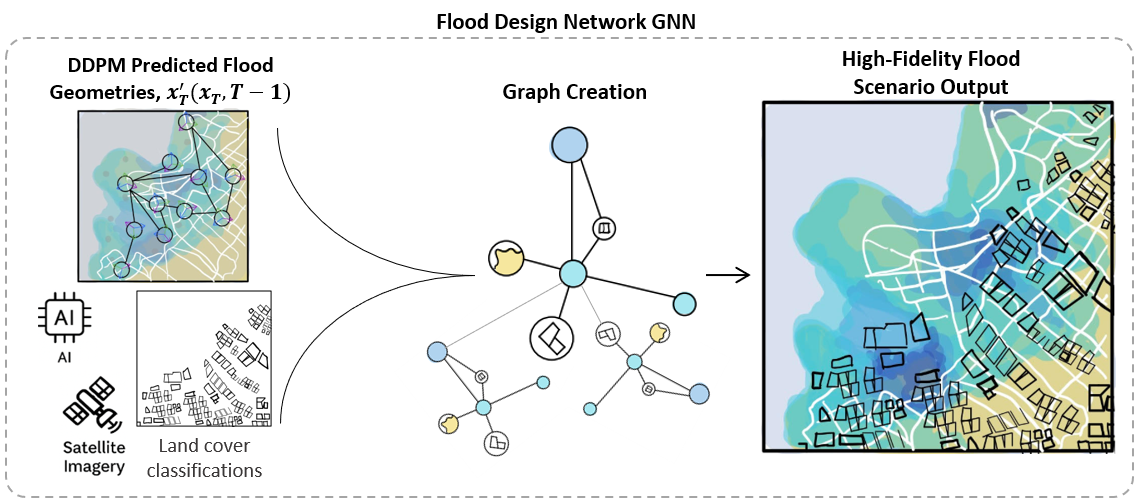 Flood Design Network GNN
DDPM Predicted Flood
Geometries, x′_T(x_T, T − 1)
Graph Creation
High-Fidelity Flood
Scenario Output
AI
AI
Satellite
Imagery
Land cover
classifications